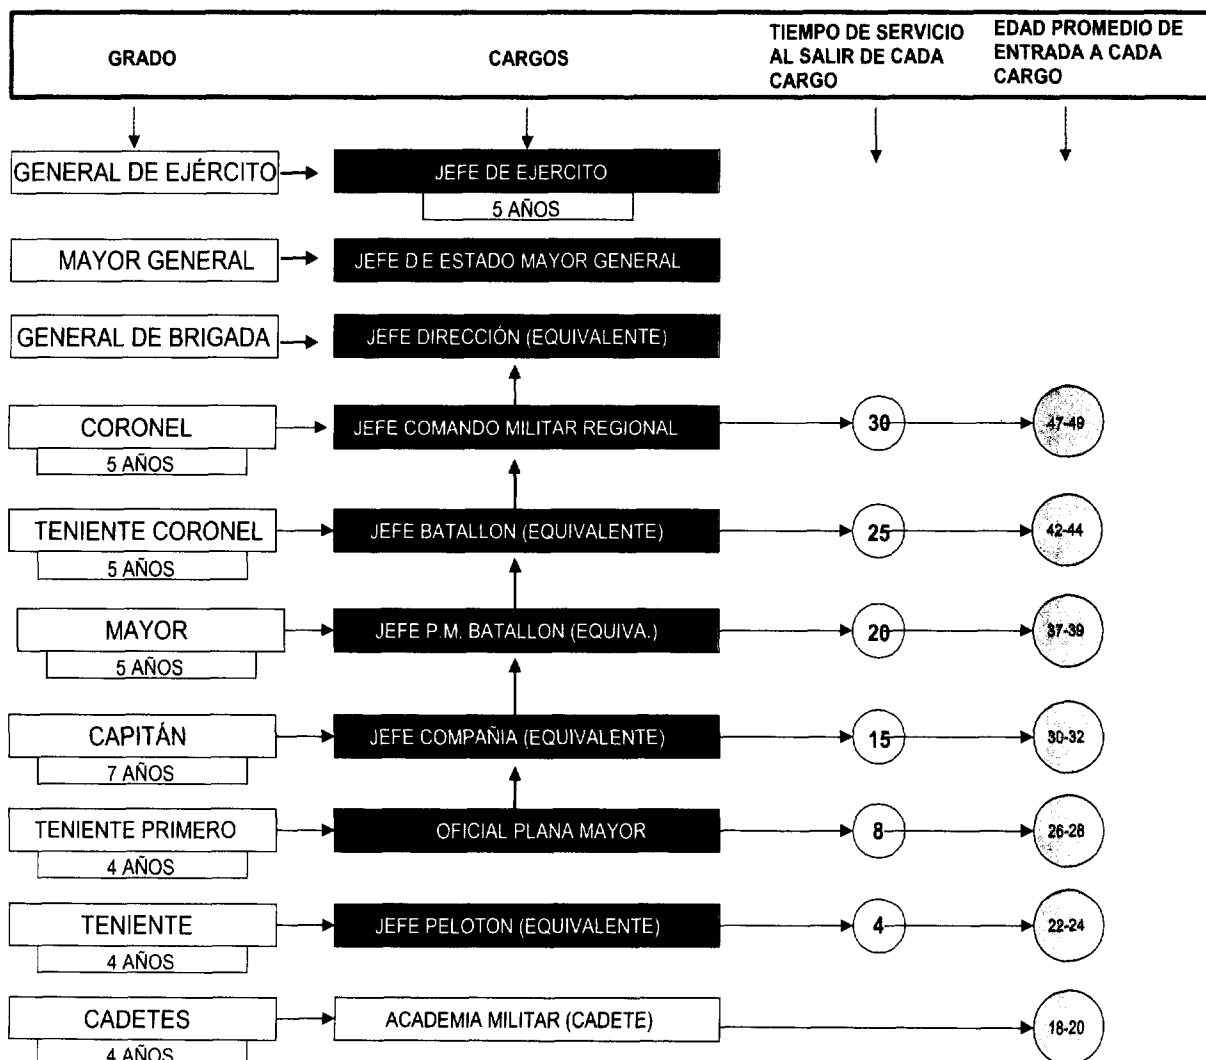 GRADO
CARGOS
TIEMPO DE SERVICIO
AL SALIR DE CADA
CARGO
EDAD PROMEDIO DE
ENTRADA A CADA
CARGO
GENERAL DE EJÉRCITO
JEFE DE EJERCITO
5 AÑOS
MAYOR GENERAL
JEFE D E ESTADO MAYOR GENERAL
GENERAL DE BRIGADA
JEFE DIRECCIÓN (EQUIVALENTE)
CORONEL
5 AÑOS
JEFE COMANDO MILITAR REGIONAL
30
47-49
TENIENTE CORONEL
5 AÑOS
JEFE BATALLON (EQUIVALENTE)
25
42-44
MAYOR
5 AÑOS
JEFE P.M. BATALLON (EQUIVA.)
20
37-39
CAPITÁN
7 AÑOS
JEFE COMPAÑIA (EQUIVALENTE)
15
30-32
TENIENTE PRIMERO
4 AÑOS
OFICIAL PLANA MAYOR
8
26-28
TENIENTE
4 AÑOS
JEFE PELOTON (EQUIVALENTE)
4
22-24
CADETES
4 AÑOS
ACADEMIA MILITAR (CADETE)
18-20